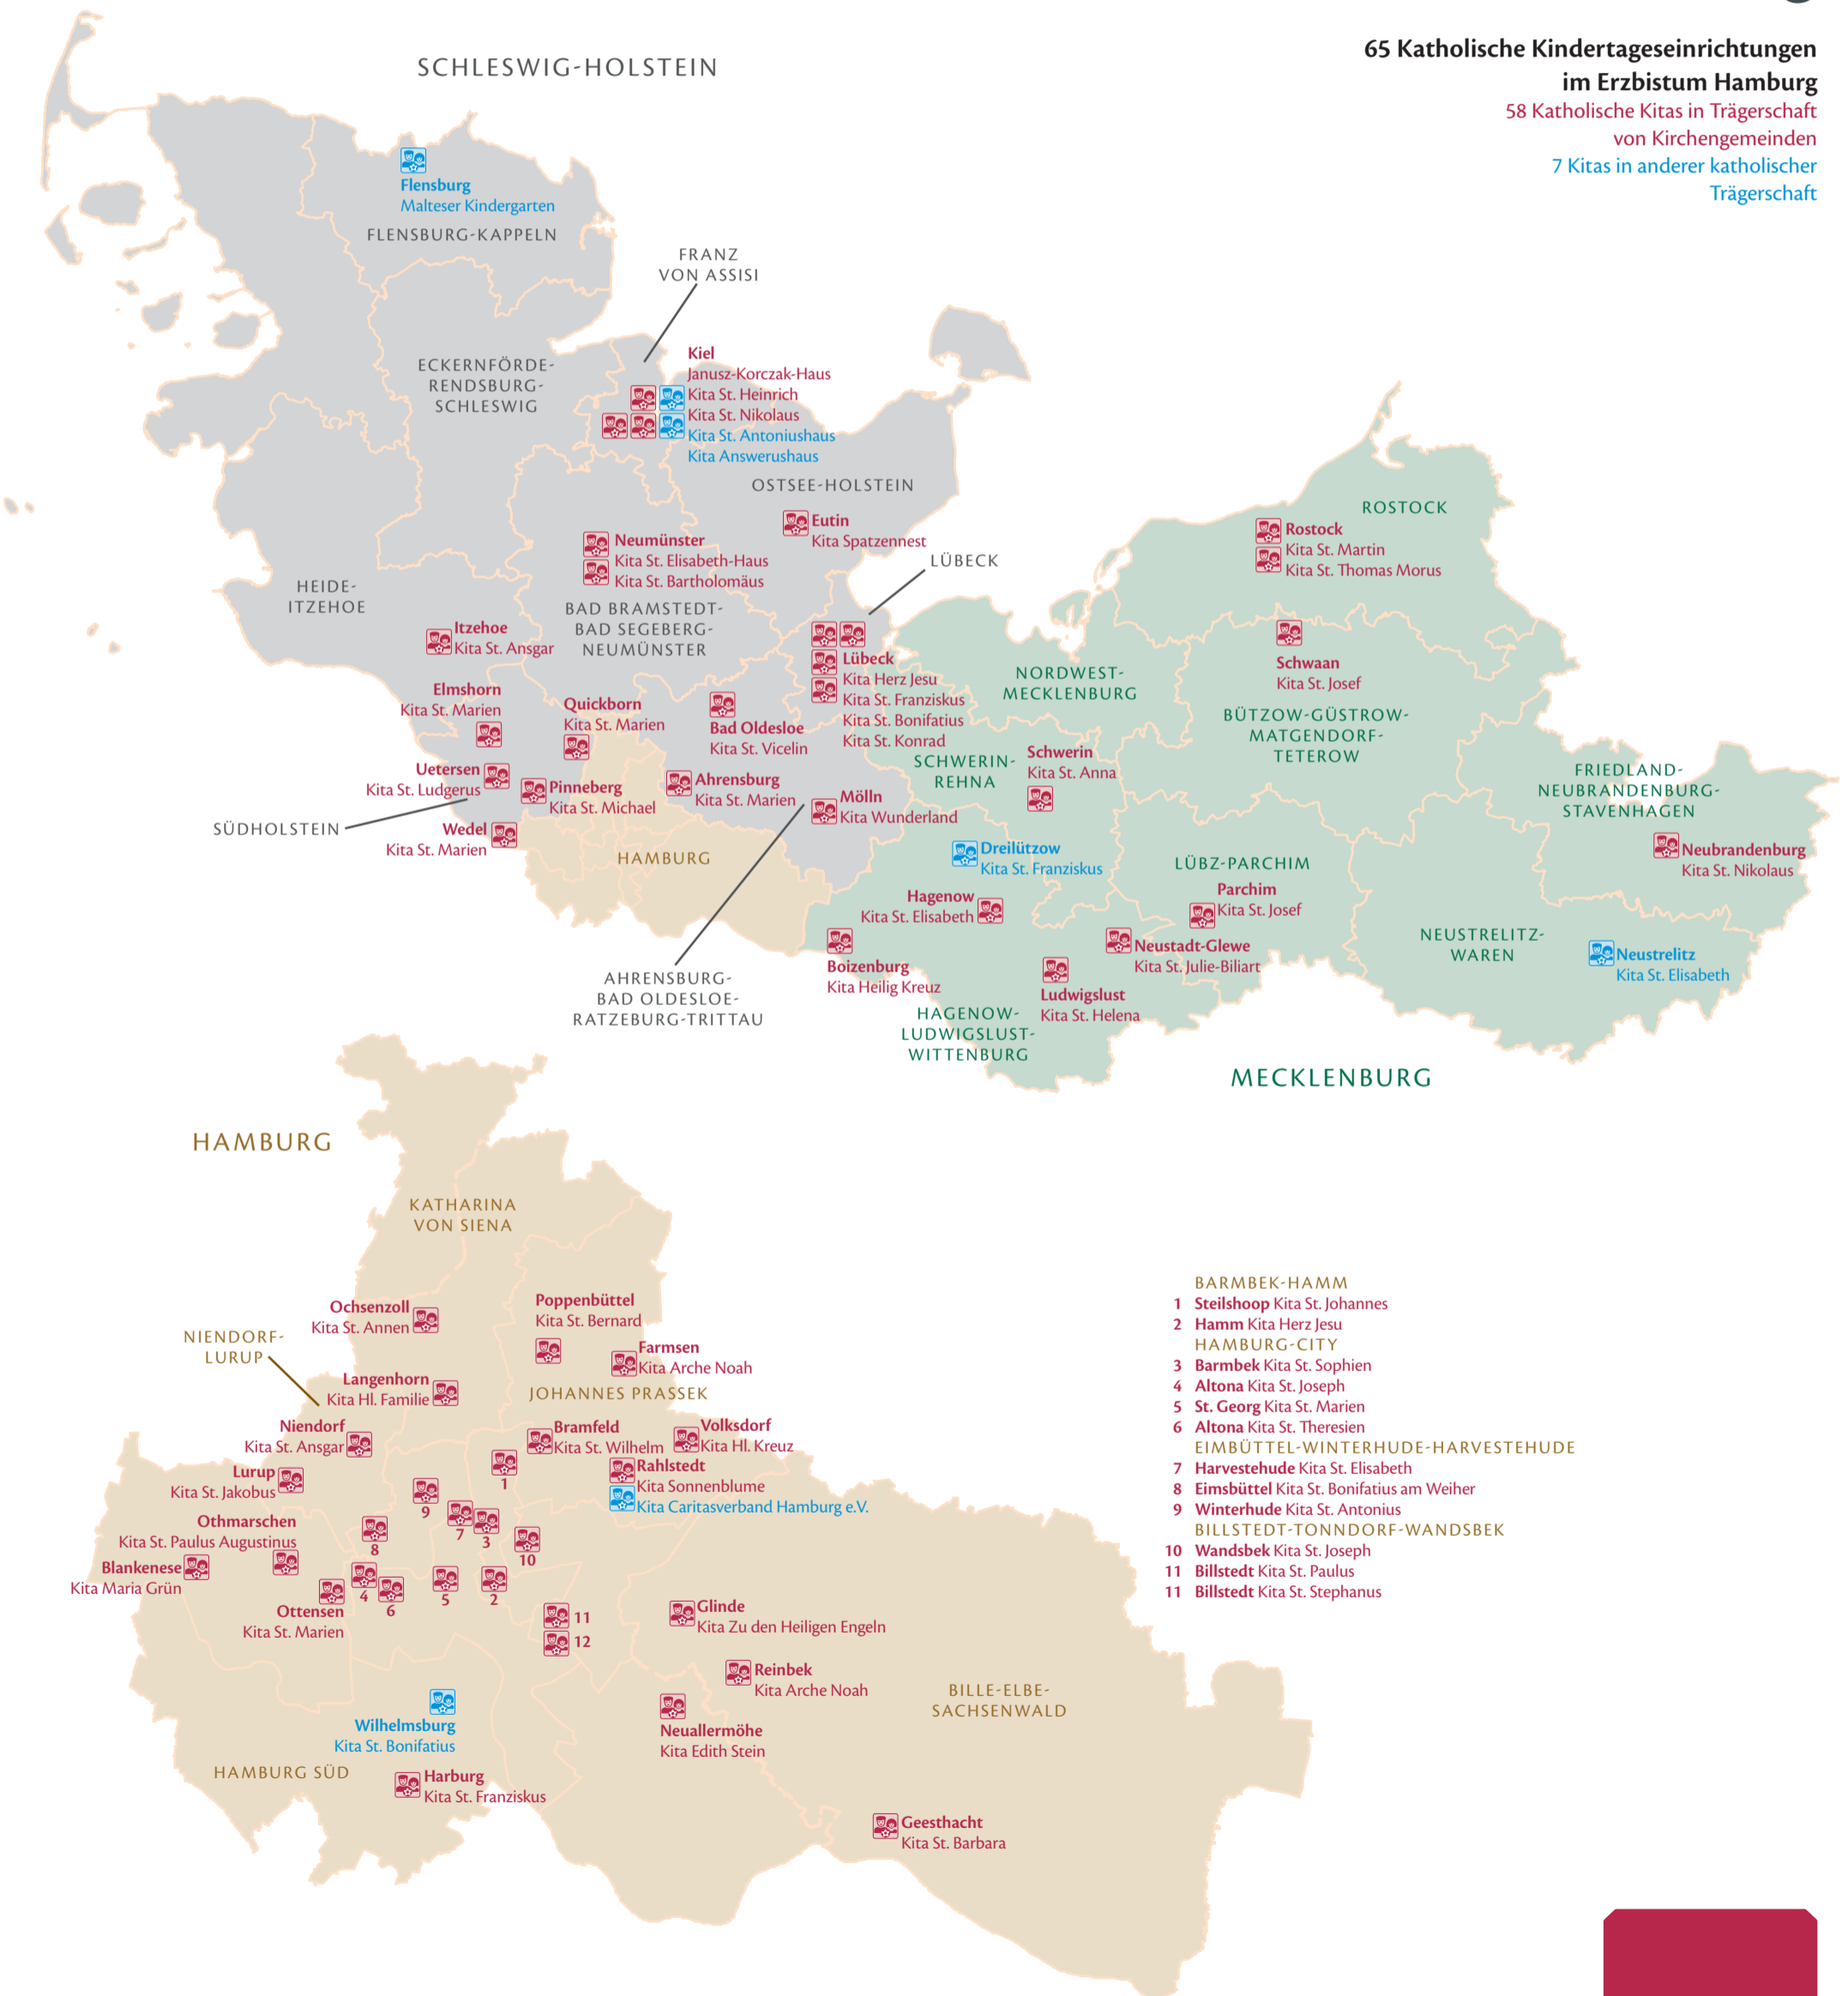 65 Katholische Kindertageseinrichtungen
im Erzbistum Hamburg
58 Katholische Kitas in Trägerschaft
von Kirchengemeinden
7 Kitas in anderer katholischer
Trägerschaft
SCHLESWIG-HOLSTEIN
Flensburg
Malteser Kindergarten
FLENSBURG-KAPPELN
FRANZ
VON ASSISI
ECKERNFÖRDE-
RENDSBURG-
SCHLESWIG
Kiel
Janusz-Korczak-Haus
Kita St. Heinrich
Kita St. Nikolaus
Kita St. Antoniushaus
Kita Answerushaus
OSTSEE-HOLSTEIN
Eutin
Kita Spatzennest
Neumünster
Kita St. Elisabeth-Haus
Kita St. Bartholomäus
LÜBECK
HEIDE-
ITZEHOE
BAD BRAMSTEDT-
BAD SEGEBERG-
NEUMÜNSTER
Itzehoe
Kita St. Ansgar
Lübeck
Kita Herz Jesu
Kita St. Franziskus
Kita St. Bonifatius
Kita St. Konrad
Elmshorn
Kita St. Marien
Quickborn
Kita St. Marien
Bad Oldesloe
Kita St. Vicelin
Uetersen
Kita St. Ludgerus
Pinneberg
Kita St. Michael
Ahrensburg
Kita St. Marien
Mölln
Kita Wunderland
SÜDHOLSTEIN
Wedel
Kita St. Marien
HAMBURG
AHRENSBURG-
BAD OLDESLOE-
RATZEBURG-TRITTAU
ROSTOCK
Rostock
Kita St. Martin
Kita St. Thomas Morus
Schwaan
Kita St. Josef
NORDWEST-
MECKLENBURG
BÜTZOW-GÜSTROW-
MATGENDORF-
TETEROW
SCHWERIN-
REHNA
Schwerin
Kita St. Anna
FRIEDLAND-
NEUBRANDENBURG-
STAVENHAGEN
Neubrandenburg
Kita St. Nikolaus
Dreilützow
Kita St. Franziskus
LÜBZ-PARCHIM
Parchim
Kita St. Josef
Hagenow
Kita St. Elisabeth
NEUSTRELITZ-
WAREN
Neustrelitz
Kita St. Elisabeth
Neustadt-Glewe
Kita St. Julie-Biliart
Boizenburg
Kita Heilig Kreuz
Ludwigslust
Kita St. Helena
HAGENOW-
LUDWIGSLUST-
WITTENBURG
MECKLENBURG
HAMBURG
KATHARINA
VON SIENA
Ochsenzoll
Kita St. Annen
Poppenbüttel
Kita St. Bernard
NIENDORF-
LURUP
Farmsen
Kita Arche Noah
Langenhorn
Kita Hl. Familie
JOHANNES PRASSEK
Niendorf
Kita St. Ansgar
Bramfeld
Kita St. Wilhelm
Volksdorf
Kita Hl. Kreuz
Lurup
Kita St. Jakobus
Rahlstedt
Kita Sonnenblume
Kita Caritasverband Hamburg e.V.
1
9
7
3
Othmarschen
Kita St. Paulus Augustinus
8
10
Blankenese
Kita Maria Grün
4
6
5
2
Ottensen
Kita St. Marien
11
12
Glinde
Kita Zu den Heiligen Engeln
Reinbek
Kita Arche Noah
BILLE-ELBE-
SACHSENWALD
Neuallermöhe
Kita Edith Stein
Wilhelmsburg
Kita St. Bonifatius
HAMBURG SÜD
Harburg
Kita St. Franziskus
Geesthacht
Kita St. Barbara
BARMBEK-HAMM
1 Steilshoop Kita St. Johannes
2 Hamm Kita Herz Jesu
HAMBURG-CITY
3 Barmbek Kita St. Sophien
4 Altona Kita St. Joseph
5 St. Georg Kita St. Marien
6 Altona Kita St. Theresien
EIMBÜTTEL-WINTERHUDE-HARVESTEHUDE
7 Harvestehude Kita St. Elisabeth
8 Eimsbüttel Kita St. Bonifatius am Weiher
9 Winterhude Kita St. Antonius
BILLSTEDT-TONNDORF-WANDSBEK
10 Wandsbek Kita St. Joseph
11 Billstedt Kita St. Paulus
11 Billstedt Kita St. Stephanus